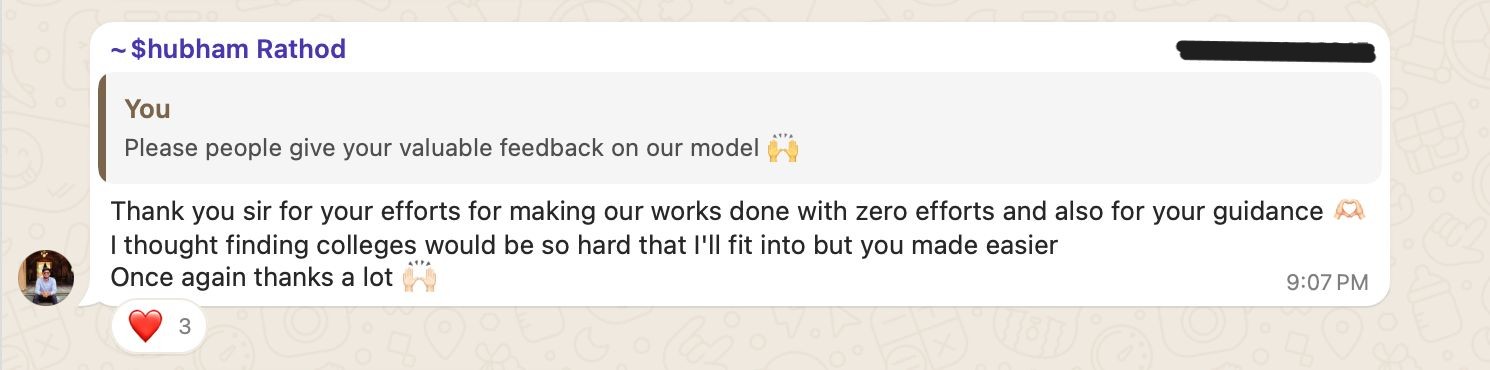 ~ $hubham Rathod
You
Please people give your valuable feedback on our model 🙌
Thank you sir for your efforts for making our works done with zero efforts and also for your guidance 🫶🏻
I thought finding colleges would be so hard that I'll fit into but you made easier
Once again thanks a lot 🙌🏻
9:07 PM
❤️ 3